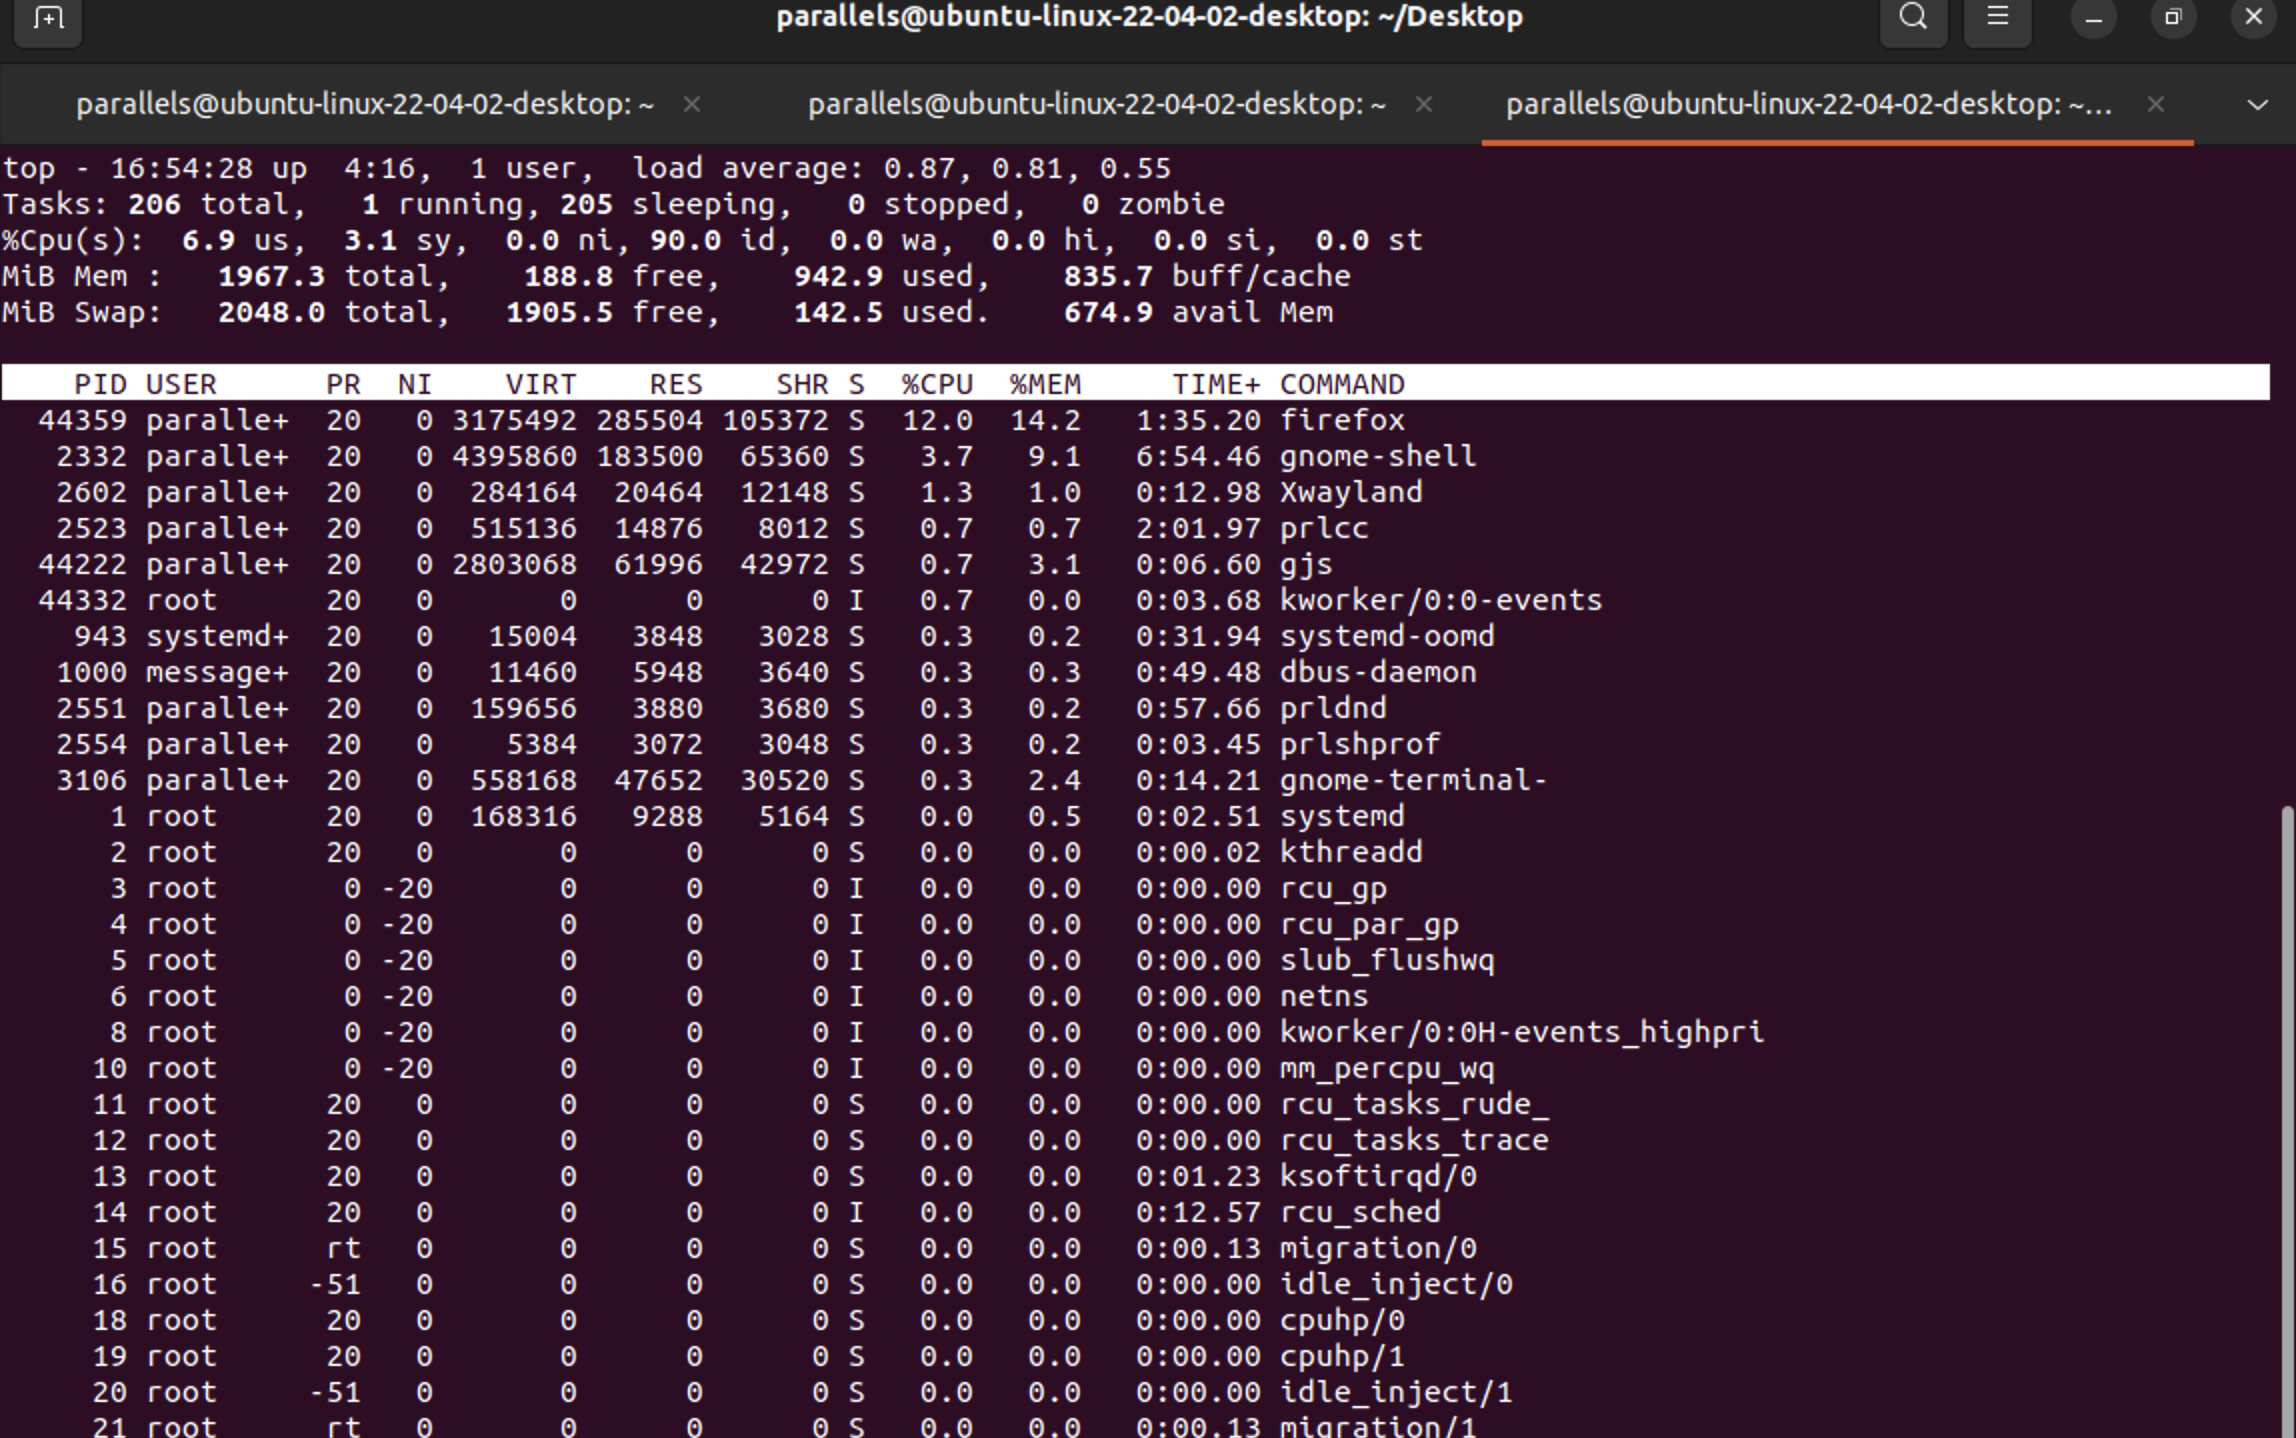 parallels@ubuntu-linux-22-04-02-desktop: ~/Desktop
parallels@ubuntu-linux-22-04-02-desktop: ~ parallels@ubuntu-linux-22-04-02-desktop: ~ parallels@ubuntu-linux-22-04-02-desktop: ~...
top - 16:54:28 up  4:16,  1 user,  load average: 0.87, 0.81, 0.55
Tasks: 206 total,   1 running, 205 sleeping,   0 stopped,   0 zombie
%Cpu(s):  6.9 us,  3.1 sy,  0.0 ni, 90.0 id,  0.0 wa,  0.0 hi,  0.0 si,  0.0 st
MiB Mem :   1967.3 total,    188.8 free,    942.9 used,    835.7 buff/cache
MiB Swap:   2048.0 total,   1905.5 free,    142.5 used.    674.9 avail Mem
PID USER PR NI VIRT RES SHR S %CPU %MEM TIME+ COMMAND
44359 paralle+ 20 0 3175492 285504 105372 S 12.0 14.2 1:35.20 firefox
2332 paralle+ 20 0 4395860 183500 65360 S 3.7 9.1 6:54.46 gnome-shell
2602 paralle+ 20 0 284164 20464 12148 S 1.3 1.0 0:12.98 Xwayland
2523 paralle+ 20 0 515136 14876 8012 S 0.7 0.7 2:01.97 prlcc
44222 paralle+ 20 0 2803068 61996 42972 S 0.7 3.1 0:06.60 gjs
44332 root 20 0 0 0 0 I 0.7 0.0 0:03.68 kworker/0:0-events
943 systemd+ 20 0 15004 3848 3028 S 0.3 0.2 0:31.94 systemd-oomd
1000 message+ 20 0 11460 5948 3640 S 0.3 0.3 0:49.48 dbus-daemon
2551 paralle+ 20 0 159656 3880 3680 S 0.3 0.2 0:57.66 prldnd
2554 paralle+ 20 0 5384 3072 3048 S 0.3 0.2 0:03.45 prlshprof
3106 paralle+ 20 0 558168 47652 30520 S 0.3 2.4 0:14.21 gnome-terminal-
1 root 20 0 168316 9288 5164 S 0.0 0.5 0:02.51 systemd
2 root 20 0 0 0 0 S 0.0 0.0 0:00.02 kthreadd
3 root 0 -20 0 0 0 I 0.0 0.0 0:00.00 rcu_gp
4 root 0 -20 0 0 0 I 0.0 0.0 0:00.00 rcu_par_gp
5 root 0 -20 0 0 0 I 0.0 0.0 0:00.00 slub_flushwq
6 root 0 -20 0 0 0 I 0.0 0.0 0:00.00 netns
8 root 0 -20 0 0 0 I 0.0 0.0 0:00.00 kworker/0:0H-events_highpri
10 root 0 -20 0 0 0 I 0.0 0.0 0:00.00 mm_percpu_wq
11 root 20 0 0 0 0 S 0.0 0.0 0:00.00 rcu_tasks_rude_
12 root 20 0 0 0 0 S 0.0 0.0 0:00.00 rcu_tasks_trace
13 root 20 0 0 0 0 S 0.0 0.0 0:01.23 ksoftirqd/0
14 root 20 0 0 0 0 I 0.0 0.0 0:12.57 rcu_sched
15 root rt 0 0 0 0 S 0.0 0.0 0:00.13 migration/0
16 root -51 0 0 0 0 S 0.0 0.0 0:00.00 idle_inject/0
18 root 20 0 0 0 0 S 0.0 0.0 0:00.00 cpuhp/0
19 root 20 0 0 0 0 S 0.0 0.0 0:00.00 cpuhp/1
20 root -51 0 0 0 0 S 0.0 0.0 0:00.00 idle_inject/1
21 root rt 0 0 0 0 S 0.0 0.0 0:00.13 migration/1